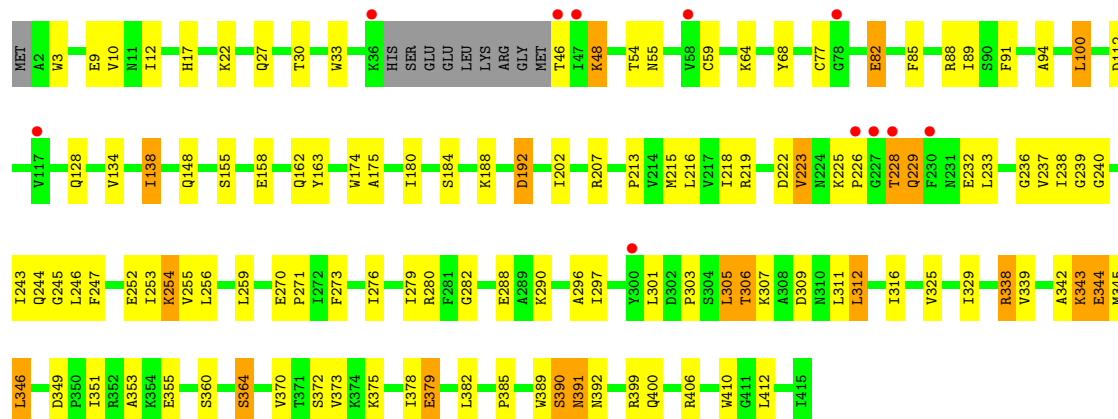 MET A2 W3 E9 V10 N11 I12 H17 K22 Q27 T30 W33 K36 HIS SER GLU GLU LEU LYS ARG GLY MET T46 I47 K48 T54 N55 V58 C59 K64 Y68 C77 G78 E82 F85 R88 I89 S90 F91 A94 L100
V117 Q128 V134 I138 Q148 S155 E158 Q162 Y163 W174 A175 I180 S184 K188 D192 I202 R207 P213 V214 M215 L216 V217 I218 R219 D222 V223 N224 K225 P226 G227 T228 Q229 F230 N231 E232 L233 G236 V237 I238 G239 G240
I243 Q244 G245 L246 F247 E252 I253 K254 V255 L256 L259 E270 P271 I272 F273 I276 I279 R280 F281 G282 E288 A289 K290 A296 I297 Y300 L301 D302 P303 S304 L305 T306 K307 A308 D309 N310 L311 L312 I316 V325 I329 R338 V339 A342 K343 E344
L346 D349 P350 I351 R352 A353 K354 E355 S360 S364 V370 T371 S372 V373 K374 K375 I378 E379 L382 P385 W389 S390 N391 N392 R399 Q400 R406 W410 G411 L412 I415